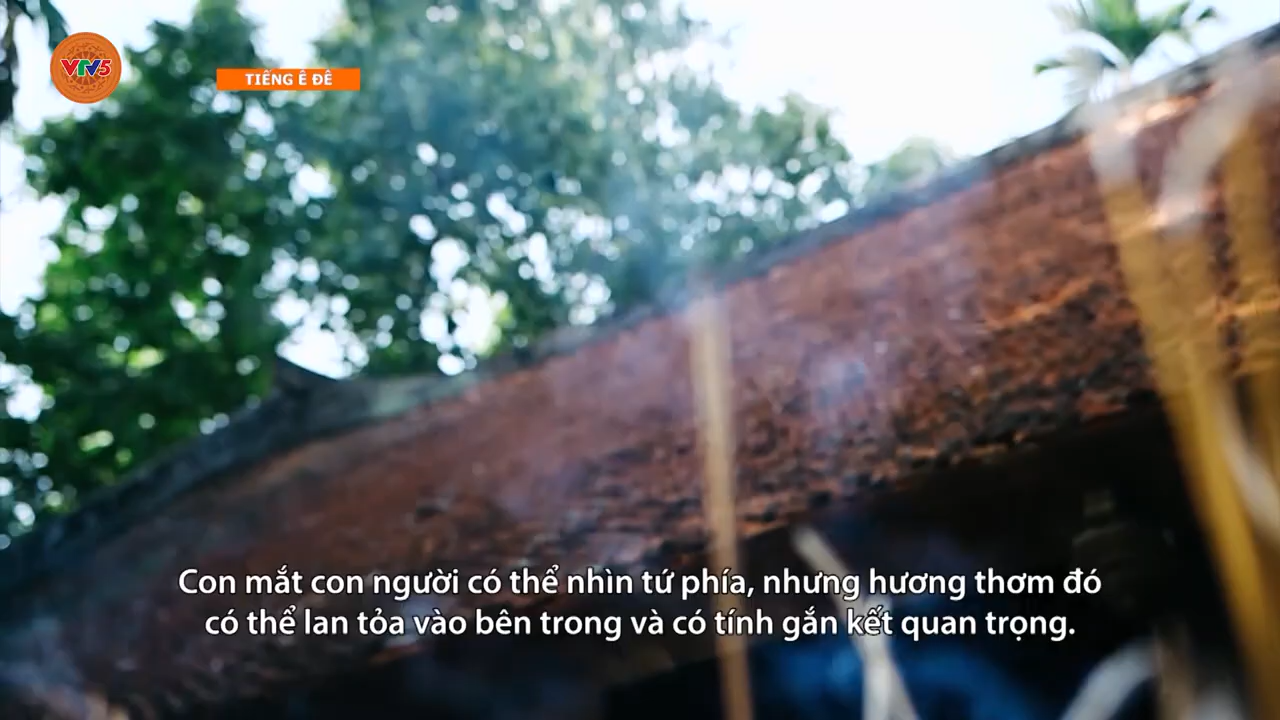 VTV5
TIẾNG Ê ĐÊ
Con mắt con người có thể nhìn tứ phía, nhưng hương thơm đó
có thể lan tỏa vào bên trong và có tính gắn kết quan trọng.